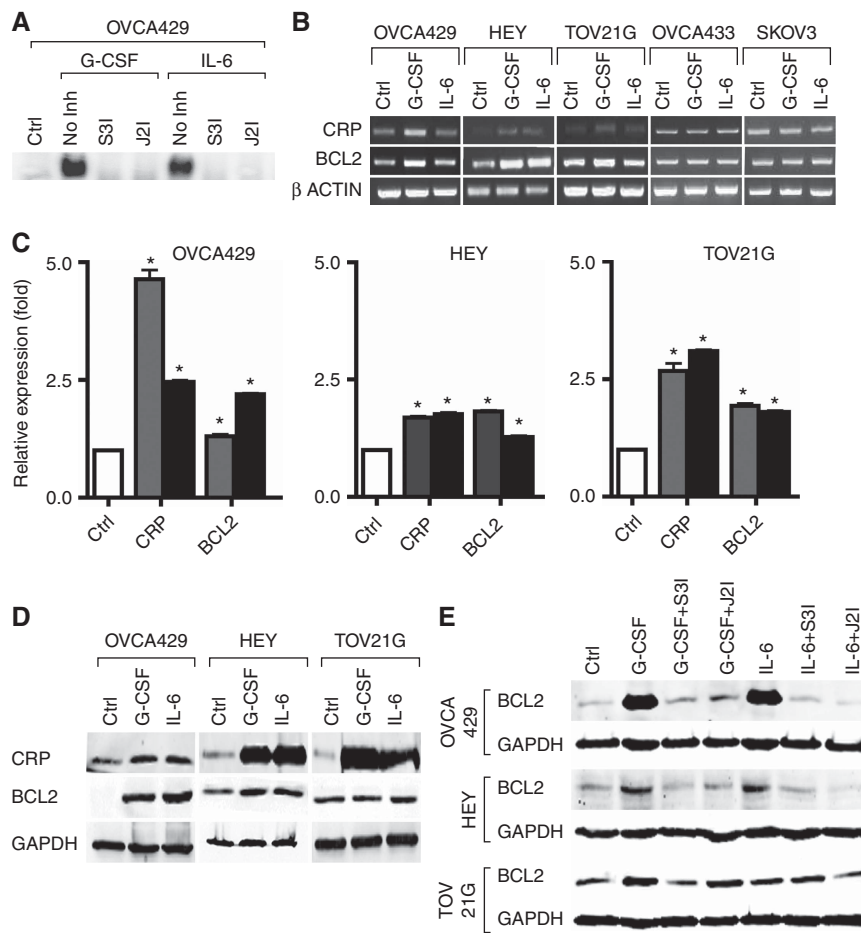 A
OVCA429
G-CSF IL-6
Ctrl No Inh S3I J2I No Inh S3I J2I
B
OVCA429 HEY TOV21G OVCA433 SKOV3
Ctrl G-CSF IL-6 Ctrl G-CSF IL-6 Ctrl G-CSF IL-6 Ctrl G-CSF IL-6 Ctrl G-CSF IL-6
CRP
BCL2
β ACTIN
C
Relative expression (fold)
OVCA429
5.0
2.5
0.0
* * * *
Ctrl CRP BCL2
HEY
5.0
2.5
0.0
* * * *
Ctrl CRP BCL2
TOV21G
5.0
2.5
0.0
* * * *
Ctrl CRP BCL2
D
OVCA429 HEY TOV21G
Ctrl G-CSF IL-6 Ctrl G-CSF IL-6 Ctrl G-CSF IL-6
CRP
BCL2
GAPDH
E
Ctrl G-CSF G-CSF+S3I G-CSF+J2I IL-6 IL-6+S3I IL-6+J2I
OVCA
429
BCL2
GAPDH
HEY
BCL2
GAPDH
TOV
21G
BCL2
GAPDH